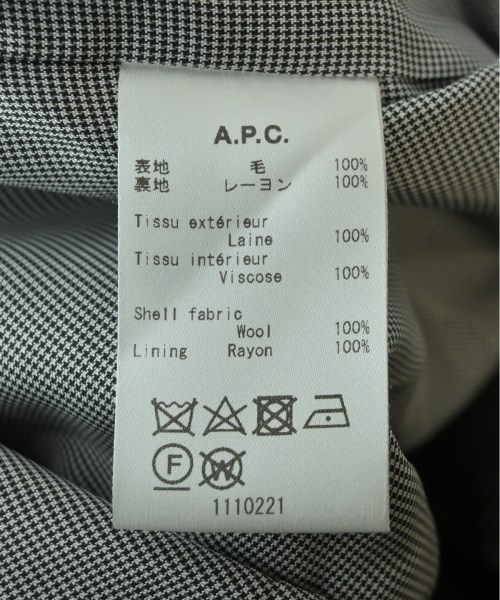 A.P.C.
表地 毛 100%
裏地 レーヨン 100%
Tissu extérieur
Laine 100%
Tissu intérieur
Viscose 100%
Shell fabric
Wool 100%
Lining Rayon 100%
F W
1110221